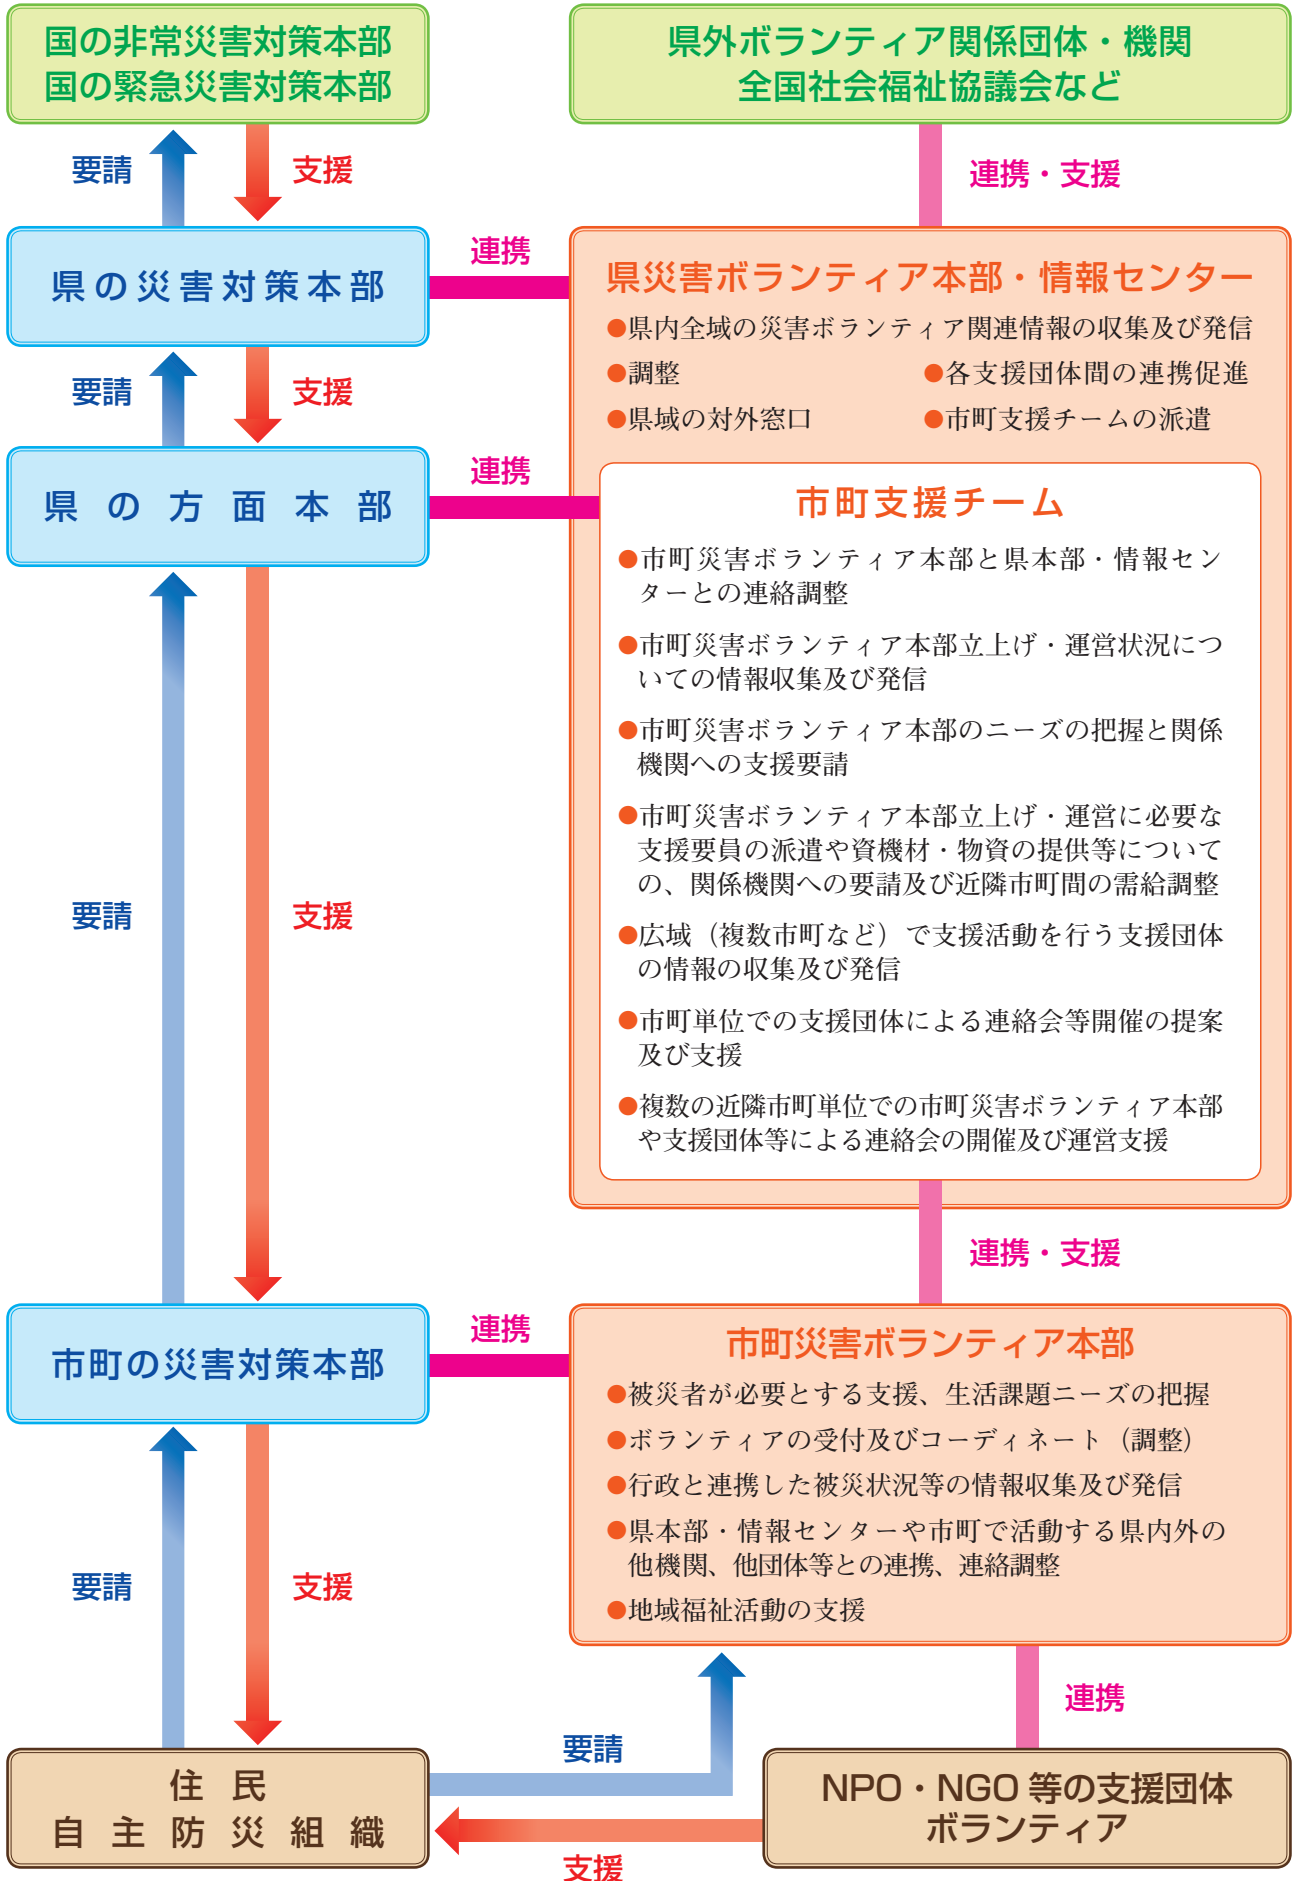 国の非常災害対策本部
国の緊急災害対策本部
県外ボランティア関係団体・機関
全国社会福祉協議会など
要請
支援
連携・支援
県の災害対策本部
連携
県災害ボランティア本部・情報センター
●県内全域の災害ボランティア関連情報の収集及び発信
●調整
●各支援団体間の連携促進
●県域の対外窓口
●市町支援チームの派遣
要請
支援
県の方面本部
連携
市町支援チーム
●市町災害ボランティア本部と県本部・情報セン
ターとの連絡調整
●市町災害ボランティア本部立上げ・運営状況につ
いての情報収集及び発信
●市町災害ボランティア本部のニーズの把握と関係
機関への支援要請
●市町災害ボランティア本部立上げ・運営に必要な
支援要員の派遣や資機材・物資の提供等について
の、関係機関への要請及び近隣市町間の需給調整
●広域（複数市町など）で支援活動を行う支援団体
の情報の収集及び発信
●市町単位での支援団体による連絡会等開催の提案
及び支援
●複数の近隣市町単位での市町災害ボランティア本部
や支援団体等による連絡会の開催及び運営支援
要請
支援
連携・支援
市町の災害対策本部
連携
市町災害ボランティア本部
●被災者が必要とする支援、生活課題ニーズの把握
●ボランティアの受付及びコーディネート（調整）
●行政と連携した被災状況等の情報収集及び発信
●県本部・情報センターや市町で活動する県内外の
他機関、他団体等との連携、連絡調整
●地域福祉活動の支援
要請
支援
連携
住民
自主防災組織
要請
支援
NPO・NGO 等の支援団体
ボランティア